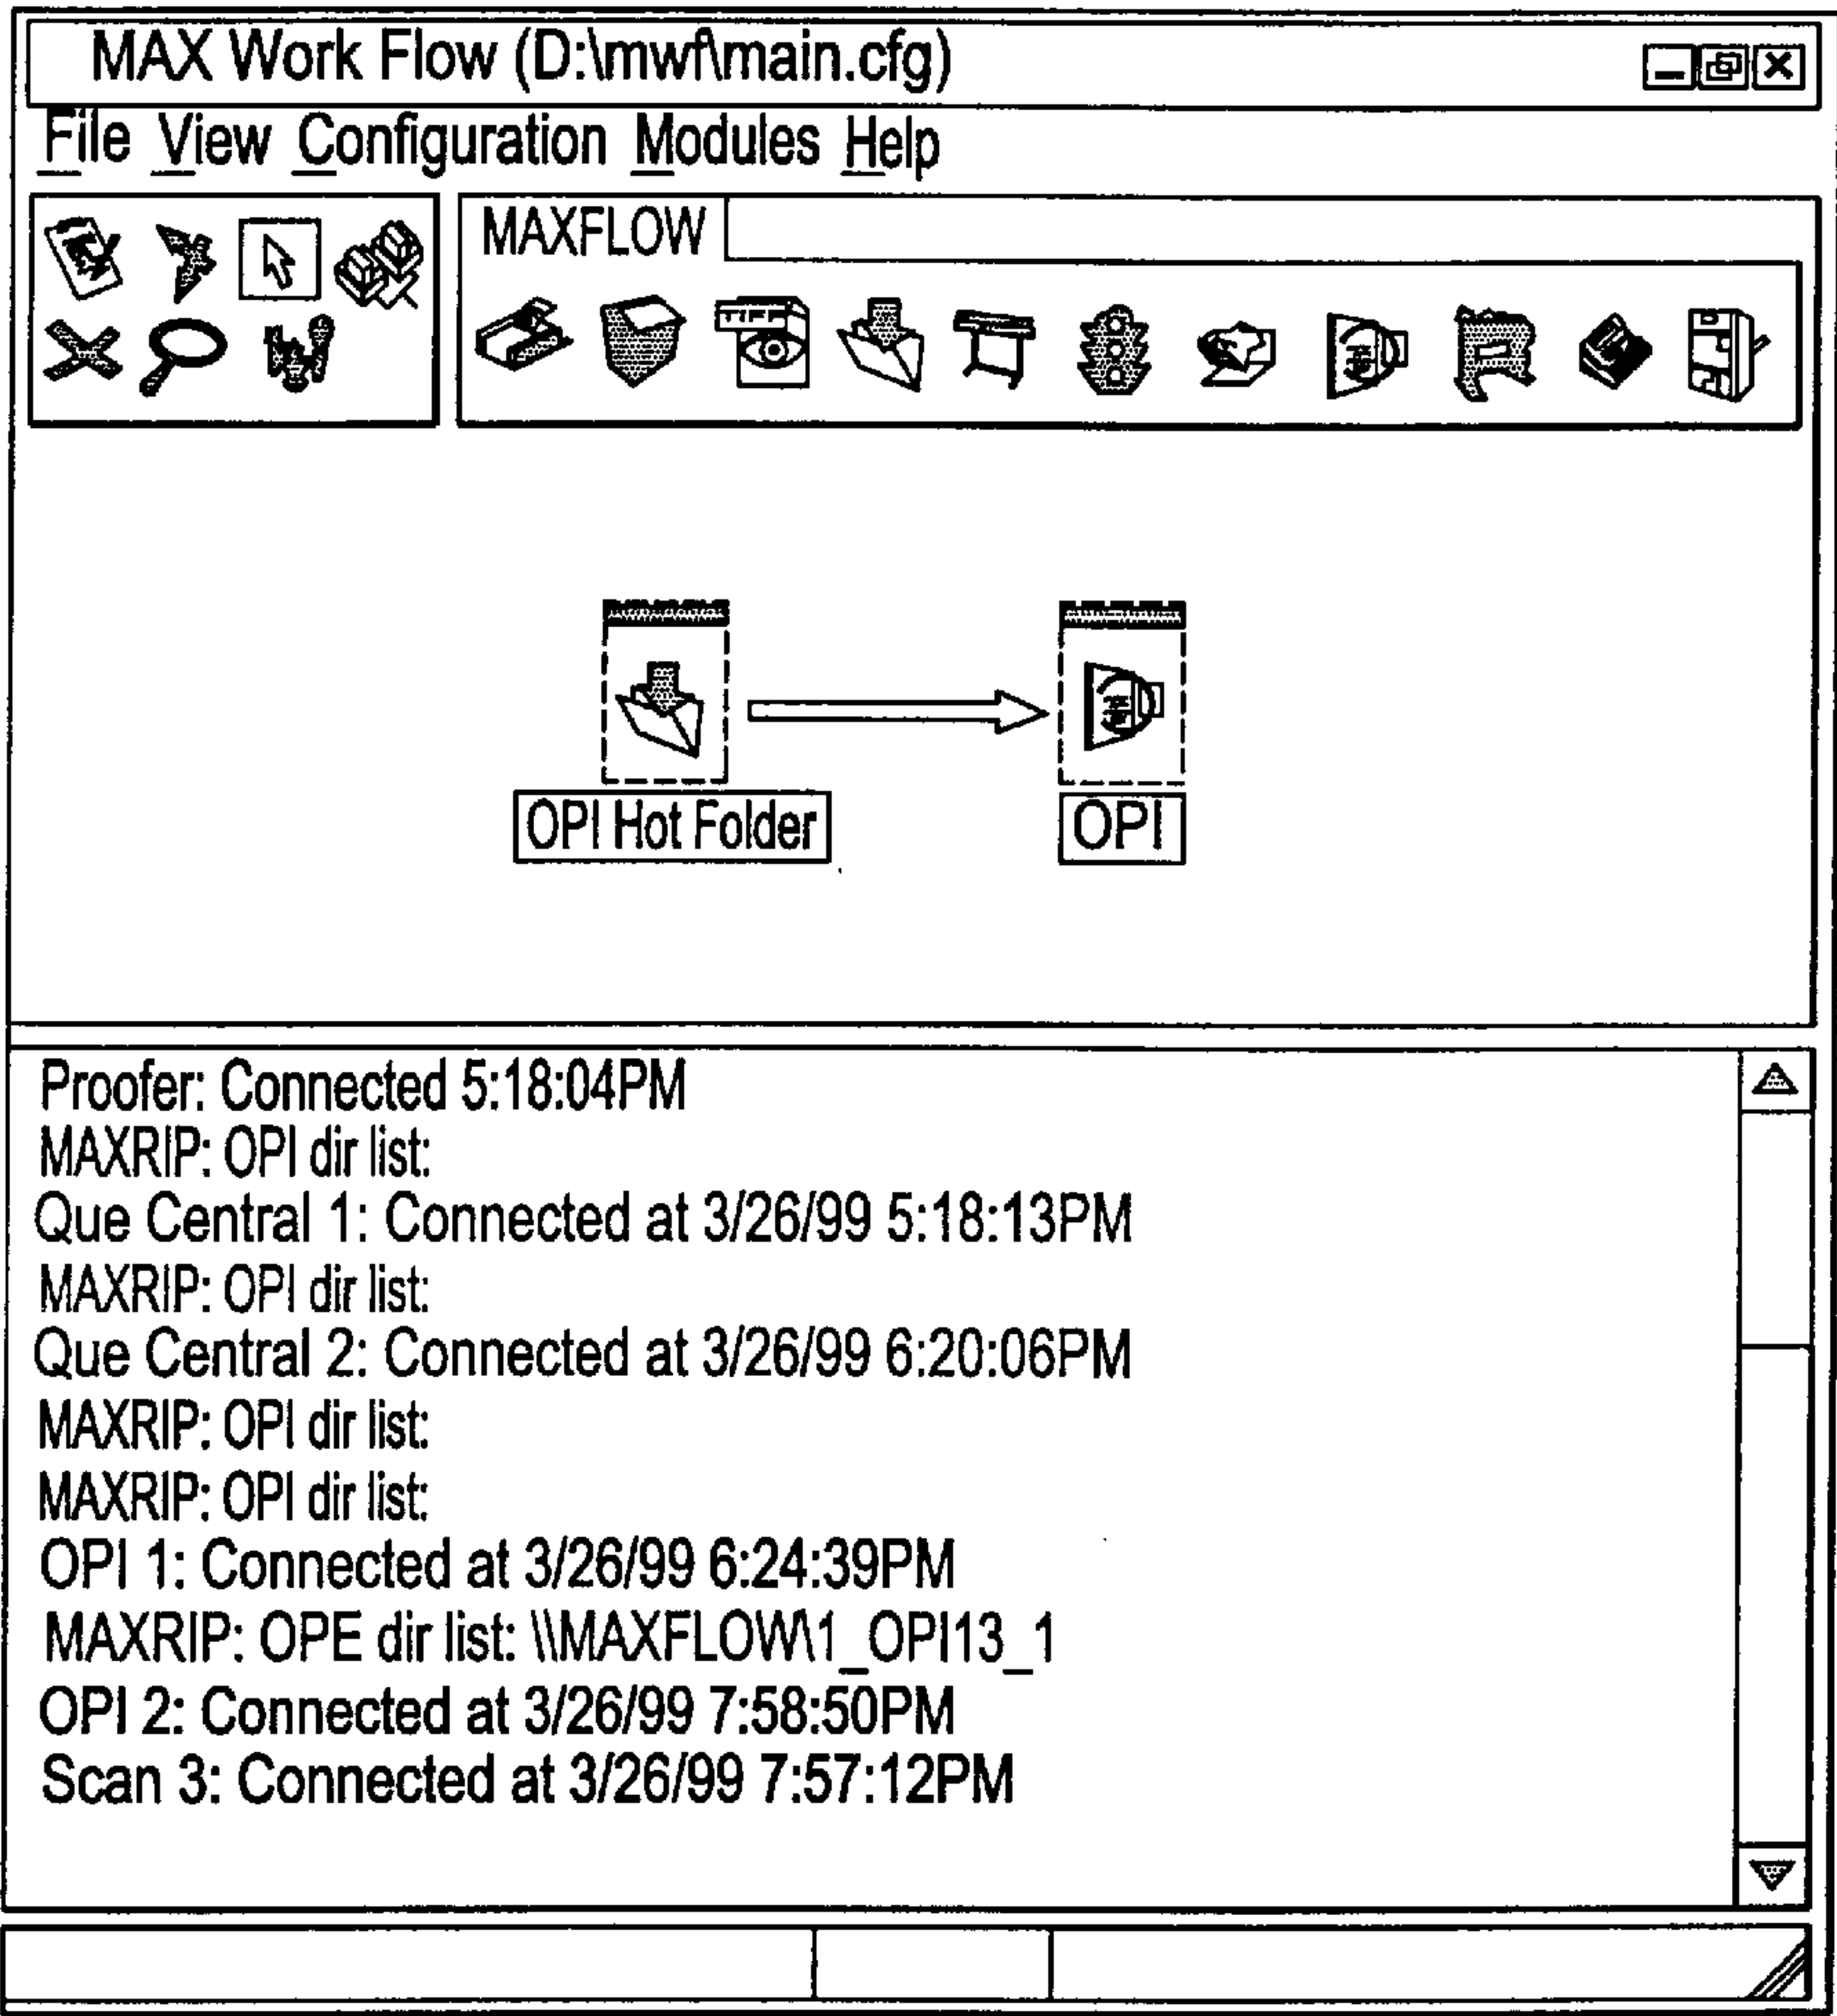 MAX Work Flow (D:\mwf\main.cfg)
File View Configuration Modules Help
MAXFLOW
TIFF
OPI Hot Folder
OPI
Proofer: Connected 5:18:04PM
MAXRIP: OPI dir list:
Que Central 1: Connected at 3/26/99 5:18:13PM
MAXRIP: OPI dir list:
Que Central 2: Connected at 3/26/99 6:20:06PM
MAXRIP: OPI dir list:
MAXRIP: OPI dir list:
OPI 1: Connected at 3/26/99 6:24:39PM
MAXRIP: OPE dir list: \\MAXFLOW\1_OPI13_1
OPI 2: Connected at 3/26/99 7:58:50PM
Scan 3: Connected at 3/26/99 7:57:12PM